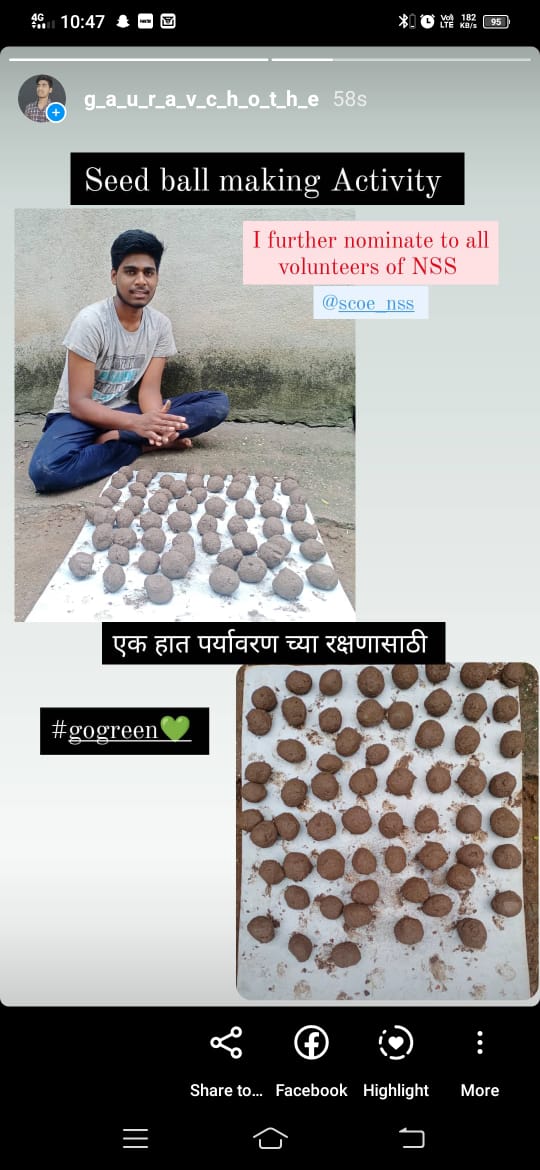 4G 10:47 Vol) LTE 182 KB/s 95
g_a_u_r_a_v_c_h_o_t_h_e 58s
Seed ball making Activity
I further nominate to all
volunteers of NSS
@scoe_nss
एक हात पर्यावरण च्या रक्षणासाठी
#gogreen💚
Share to... Facebook Highlight More